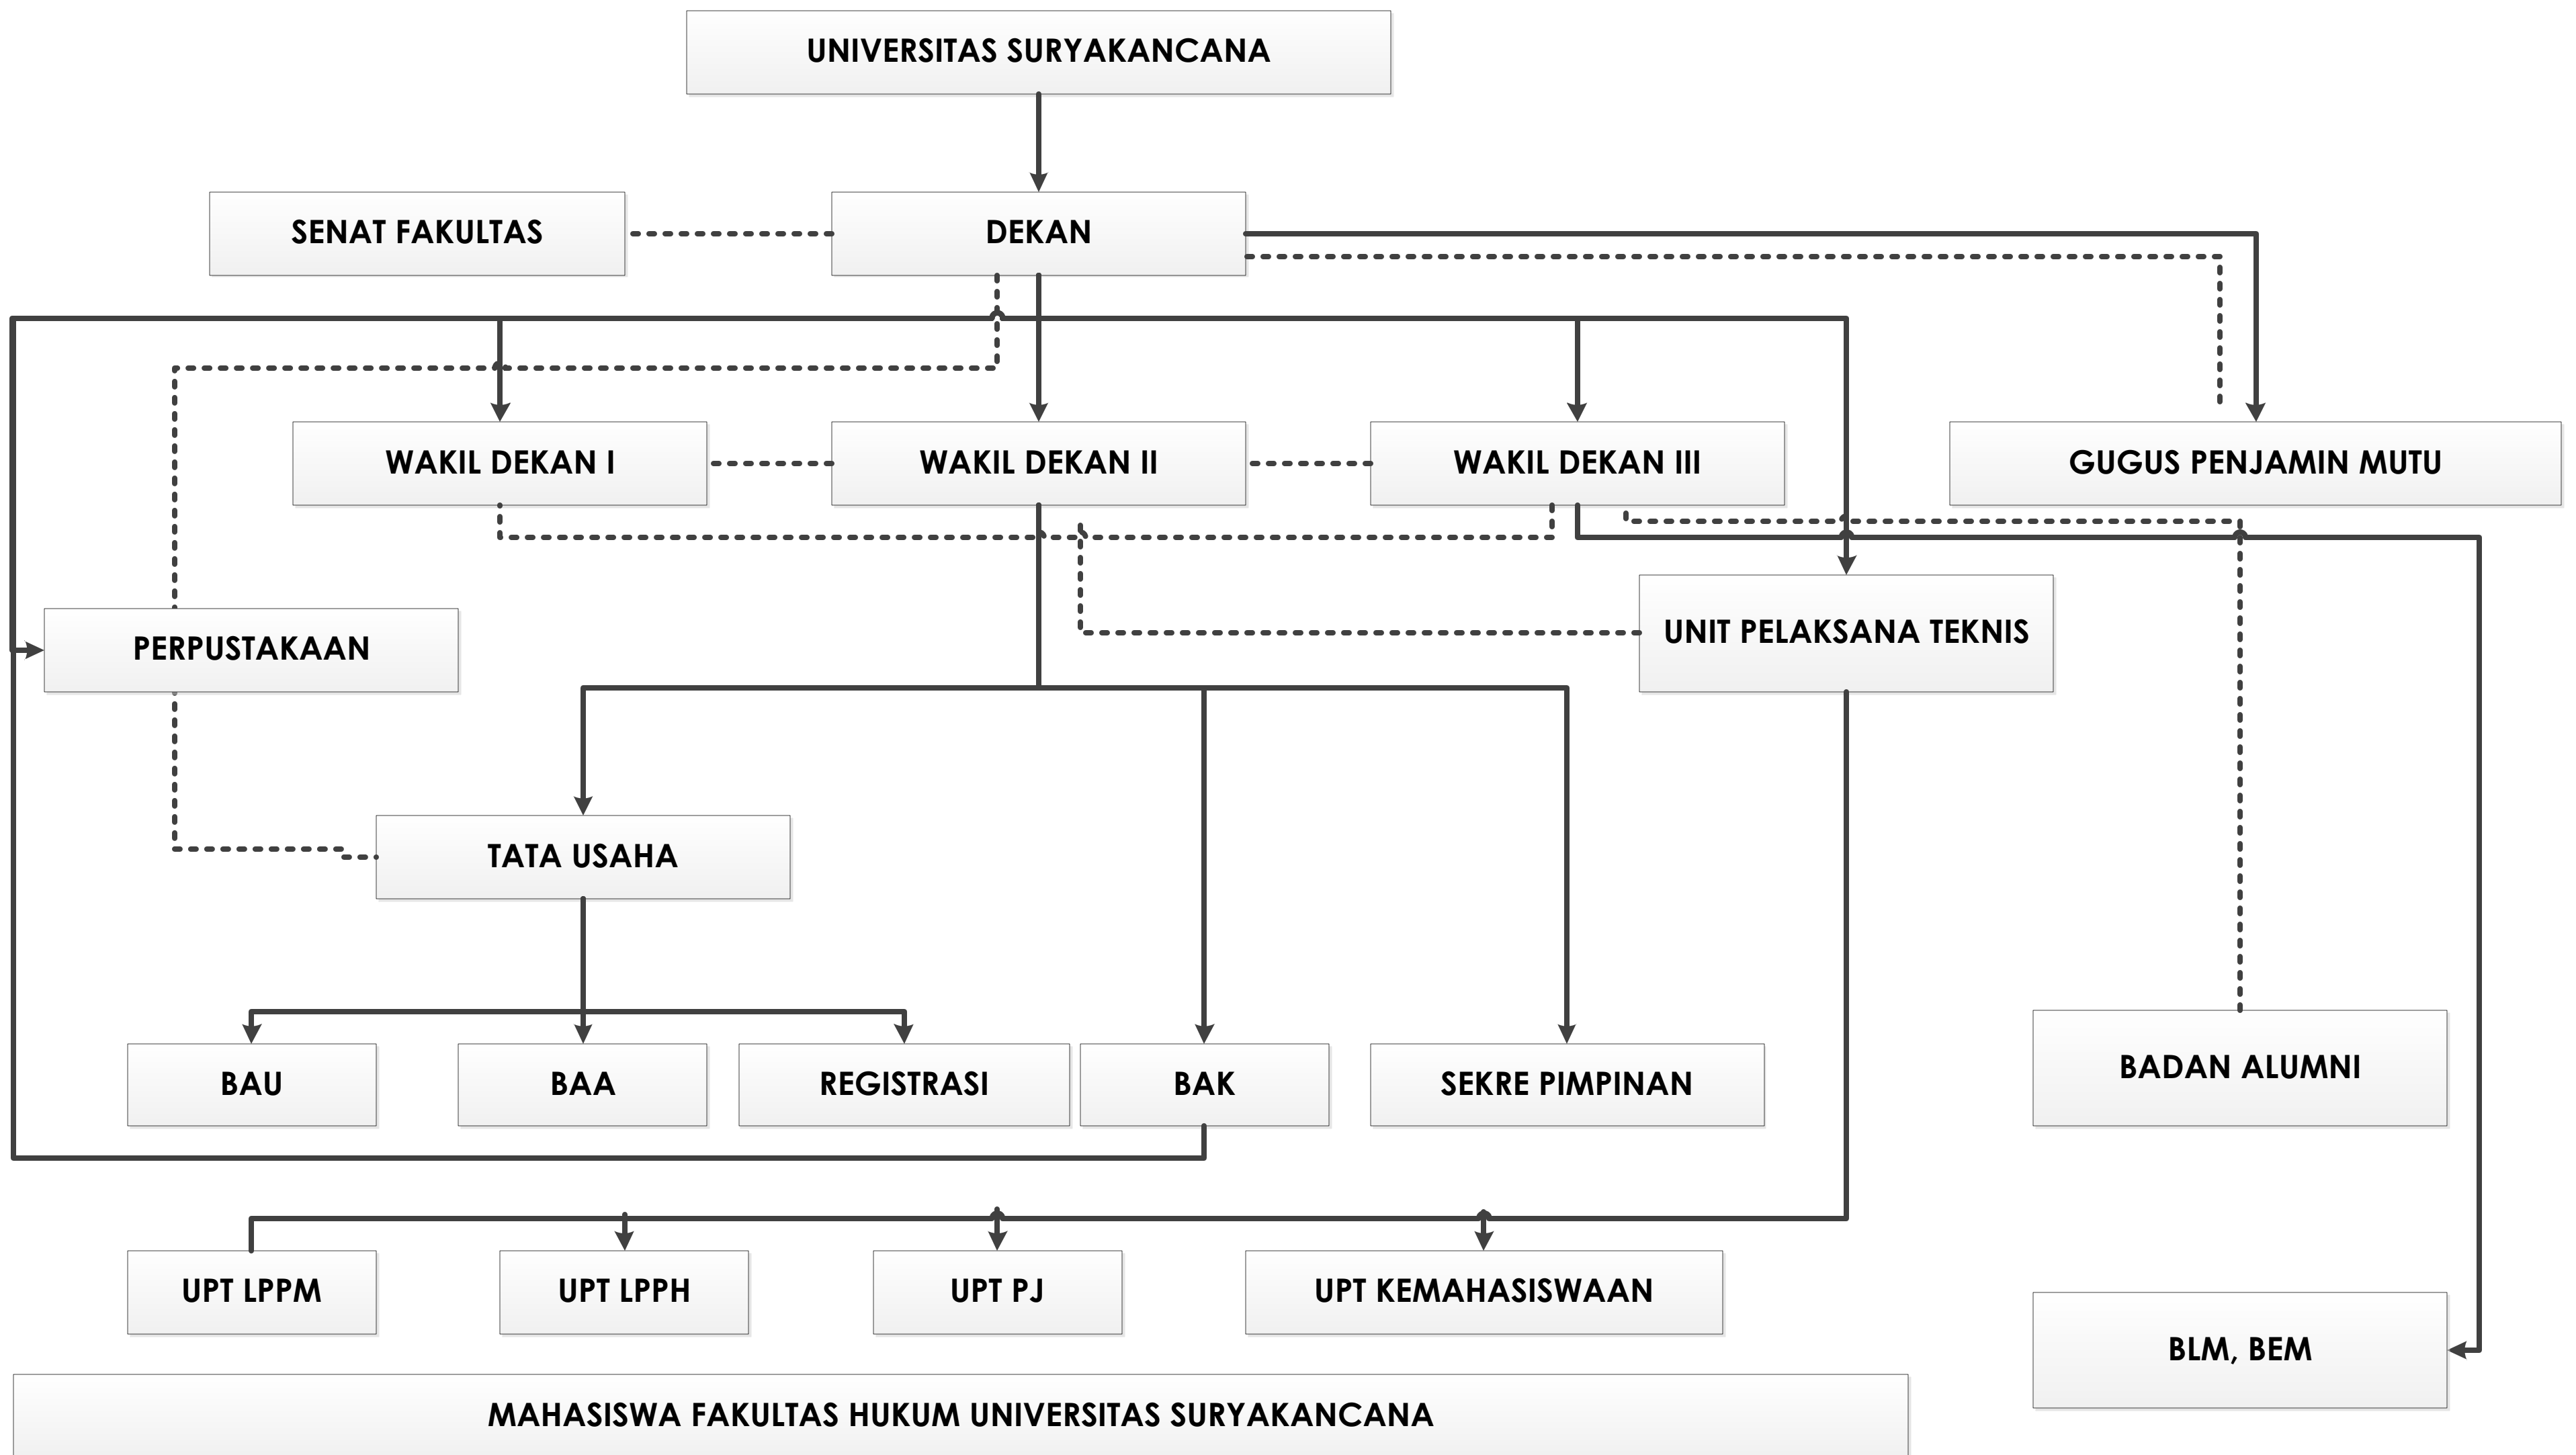 UNIVERSITAS SURYAKANCANA
SENAT FAKULTAS
DEKAN
WAKIL DEKAN I
WAKIL DEKAN II
WAKIL DEKAN III
GUGUS PENJAMIN MUTU
PERPUSTAKAAN
UNIT PELAKSANA TEKNIS
TATA USAHA
BAU
BAA
REGISTRASI
BAK
SEKRE PIMPINAN
BADAN ALUMNI
UPT LPPM
UPT LPPH
UPT PJ
UPT KEMAHASISWAAN
BLM, BEM
MAHASISWA FAKULTAS HUKUM UNIVERSITAS SURYAKANCANA